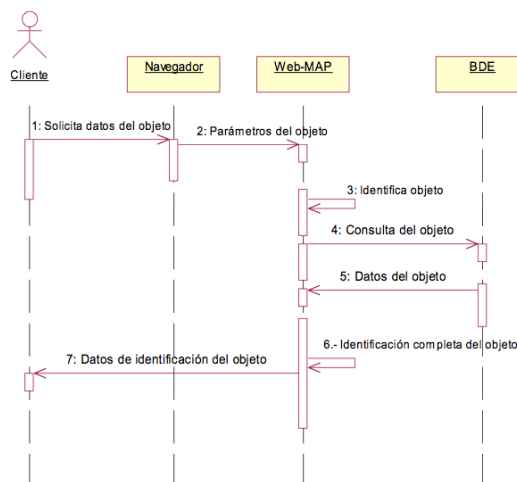 Cliente
Navegador
Web-MAP
BDE
1: Solicita datos del objeto
2: Parámetros del objeto
3: Identifica objeto
4: Consulta del objeto
5: Datos del objeto
6.- Identificación completa del objeto
7: Datos de identificación del objeto